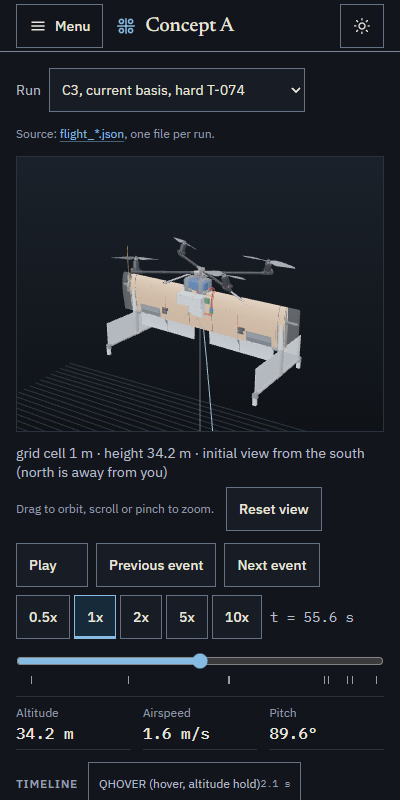 Menu
Concept A
Run
C3, current basis, hard T-074
Source: flight_*.json, one file per run.
grid cell 1 m · height 34.2 m · initial view from the south
(north is away from you)
Drag to orbit, scroll or pinch to zoom.
Reset view
Play
Previous event
Next event
0.5x
1x
2x
5x
10x
t = 55.6 s
Altitude
Airspeed
Pitch
34.2 m
1.6 m/s
89.6°
TIMELINE
QHOVER (hover, altitude hold)2.1 s